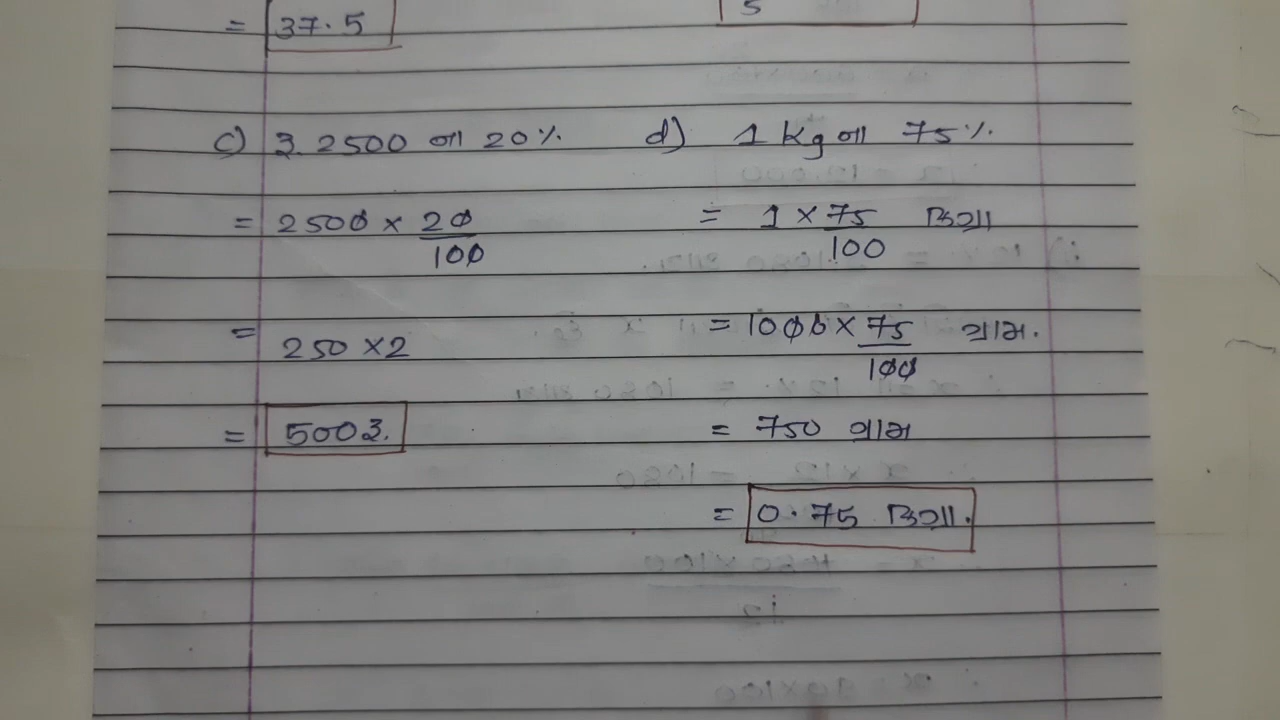 = 37.5
5
c) રૂ. 2500 ના 20%.
= 2500 × 20/100
= 250 × 2
= 500 રૂ.
d) 1 kg ના 75%.
= 1 × 75/100 કિગ્રા
= 1000 × 75/100 ગ્રામ.
= 750 ગ્રામ
= 0.75 કિગ્રા.